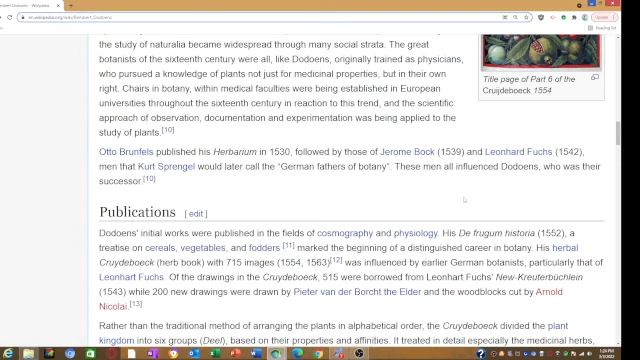 Rembert Dodoens - Wikipedia
en.wikipedia.org/wiki/Rembert_Dodoens
Update
Reading list
the study of naturalia became widespread through many social strata. The great
botanists of the sixteenth century were all, like Dodoens, originally trained as physicians,
who pursued a knowledge of plants not just for medicinal properties, but in their own
right. Chairs in botany, within medical faculties were being established in European
universities throughout the sixteenth century in reaction to this trend, and the scientific
approach of observation, documentation and experimentation was being applied to the
study of plants.[10]
Title page of Part 6 of the
Cruijdeboeck 1554
Otto Brunfels published his Herbarium in 1530, followed by those of Jerome Bock (1539) and Leonhard Fuchs (1542),
men that Kurt Sprengel would later call the "German fathers of botany". These men all influenced Dodoens, who was their
successor.[10]
Publications [ edit ]
Dodoens' initial works were published in the fields of cosmography and physiology. His De frugum historia (1552), a
treatise on cereals, vegetables, and fodders[11] marked the beginning of a distinguished career in botany. His herbal
Cruydeboeck (herb book) with 715 images (1554, 1563)[12] was influenced by earlier German botanists, particularly that of
Leonhard Fuchs. Of the drawings in the Cruydeboeck, 515 were borrowed from Leonhard Fuchs' New-Kreuterbüchlein
(1543) while 200 new drawings were drawn by Pieter van der Borcht the Elder and the woodblocks cut by Arnold
Nicolai.[13]
Rather than the traditional method of arranging the plants in alphabetical order, the Cruydeboeck divided the plant
kingdom into six groups (Deel), based on their properties and affinities. It treated in detail especially the medicinal herbs,